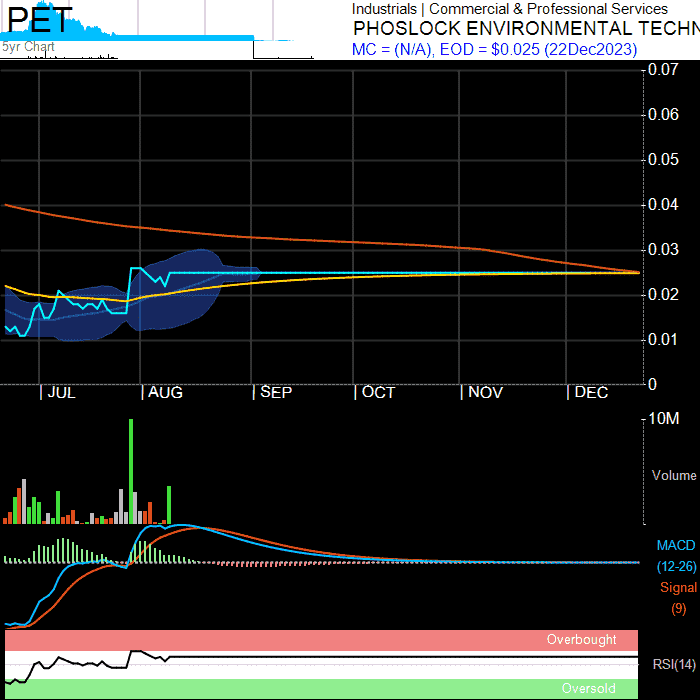 PET
Industrials | Commercial & Professional Services
PHOSLOCK ENVIRONMENTAL TECHN
5yr Chart
MC = (N/A), EOD = $0.025 (22Dec2023)
0.07
0.06
0.05
0.04
0.03
0.02
0.01
0
| JUL | AUG | SEP | OCT | NOV | DEC
10M
Volume
MACD
(12-26)
Signal
(9)
Overbought
RSI(14)
Oversold